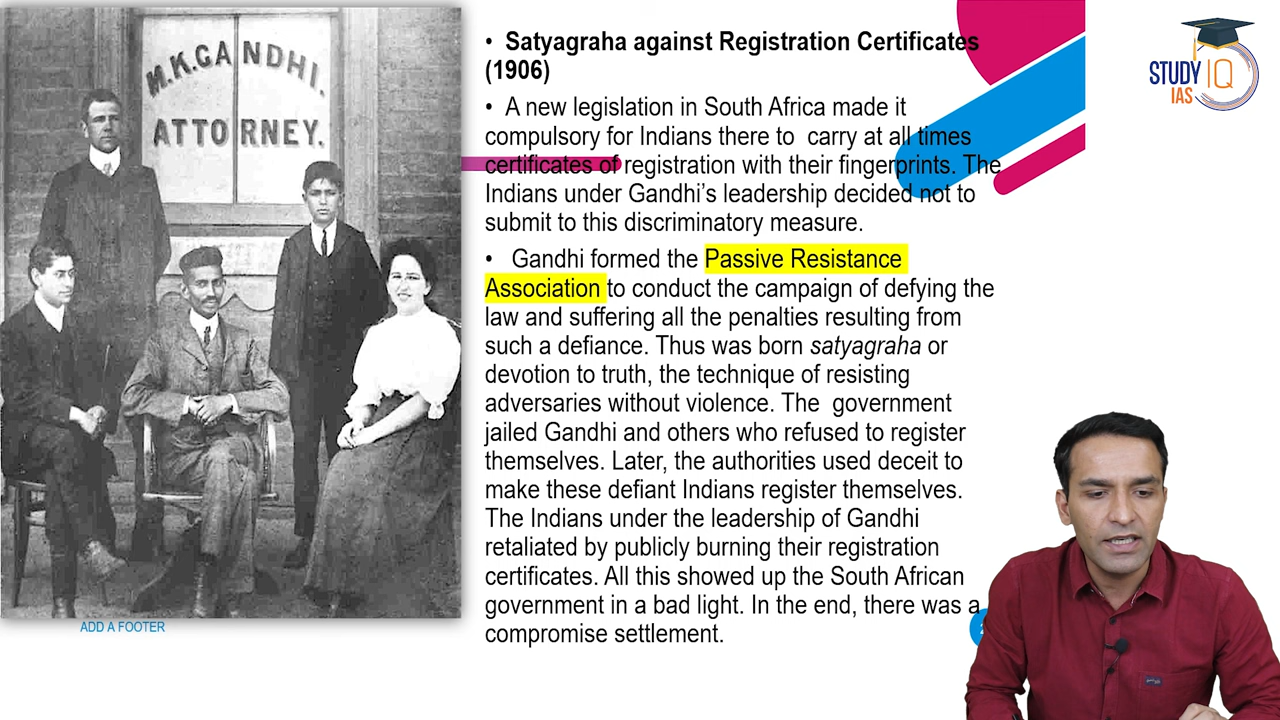 M.K.GANDHI.
ATTORNEY.
• Satyagraha against Registration Certificates
(1906)
• A new legislation in South Africa made it
compulsory for Indians there to carry at all times
certificates of registration with their fingerprints. The
Indians under Gandhi’s leadership decided not to
submit to this discriminatory measure.
• Gandhi formed the Passive Resistance
Association to conduct the campaign of defying the
law and suffering all the penalties resulting from
such a defiance. Thus was born satyagraha or
devotion to truth, the technique of resisting
adversaries without violence. The government
jailed Gandhi and others who refused to register
themselves. Later, the authorities used deceit to
make these defiant Indians register themselves.
The Indians under the leadership of Gandhi
retaliated by publicly burning their registration
certificates. All this showed up the South African
government in a bad light. In the end, there was a
compromise settlement.
ADD A FOOTER
STUDY IQ
IAS